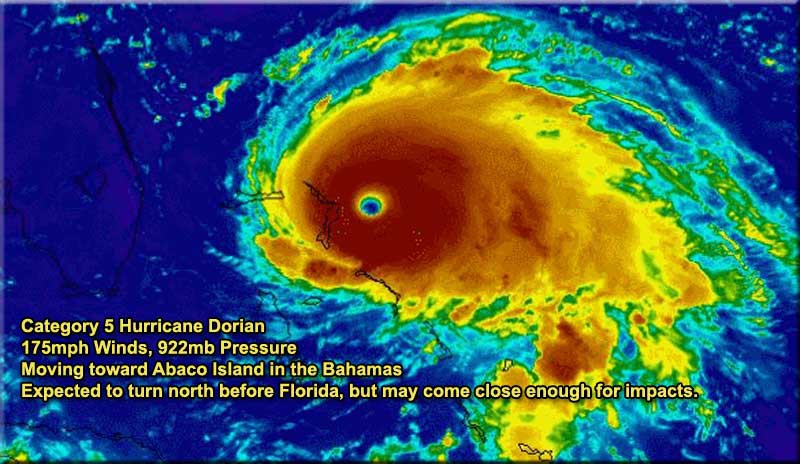 Category 5 Hurricane Dorian
175mph Winds, 922mb Pressure
Moving toward Abaco Island in the Bahamas
Expected to turn north before Florida, but may come close enough for impacts.